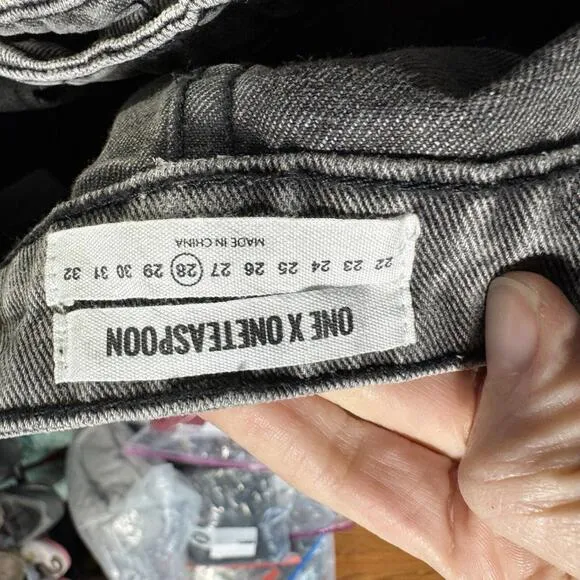 ONE X ONETEASPOON
22 23 24 25 26 27 28 29 30 31 32
MADE IN CHINA